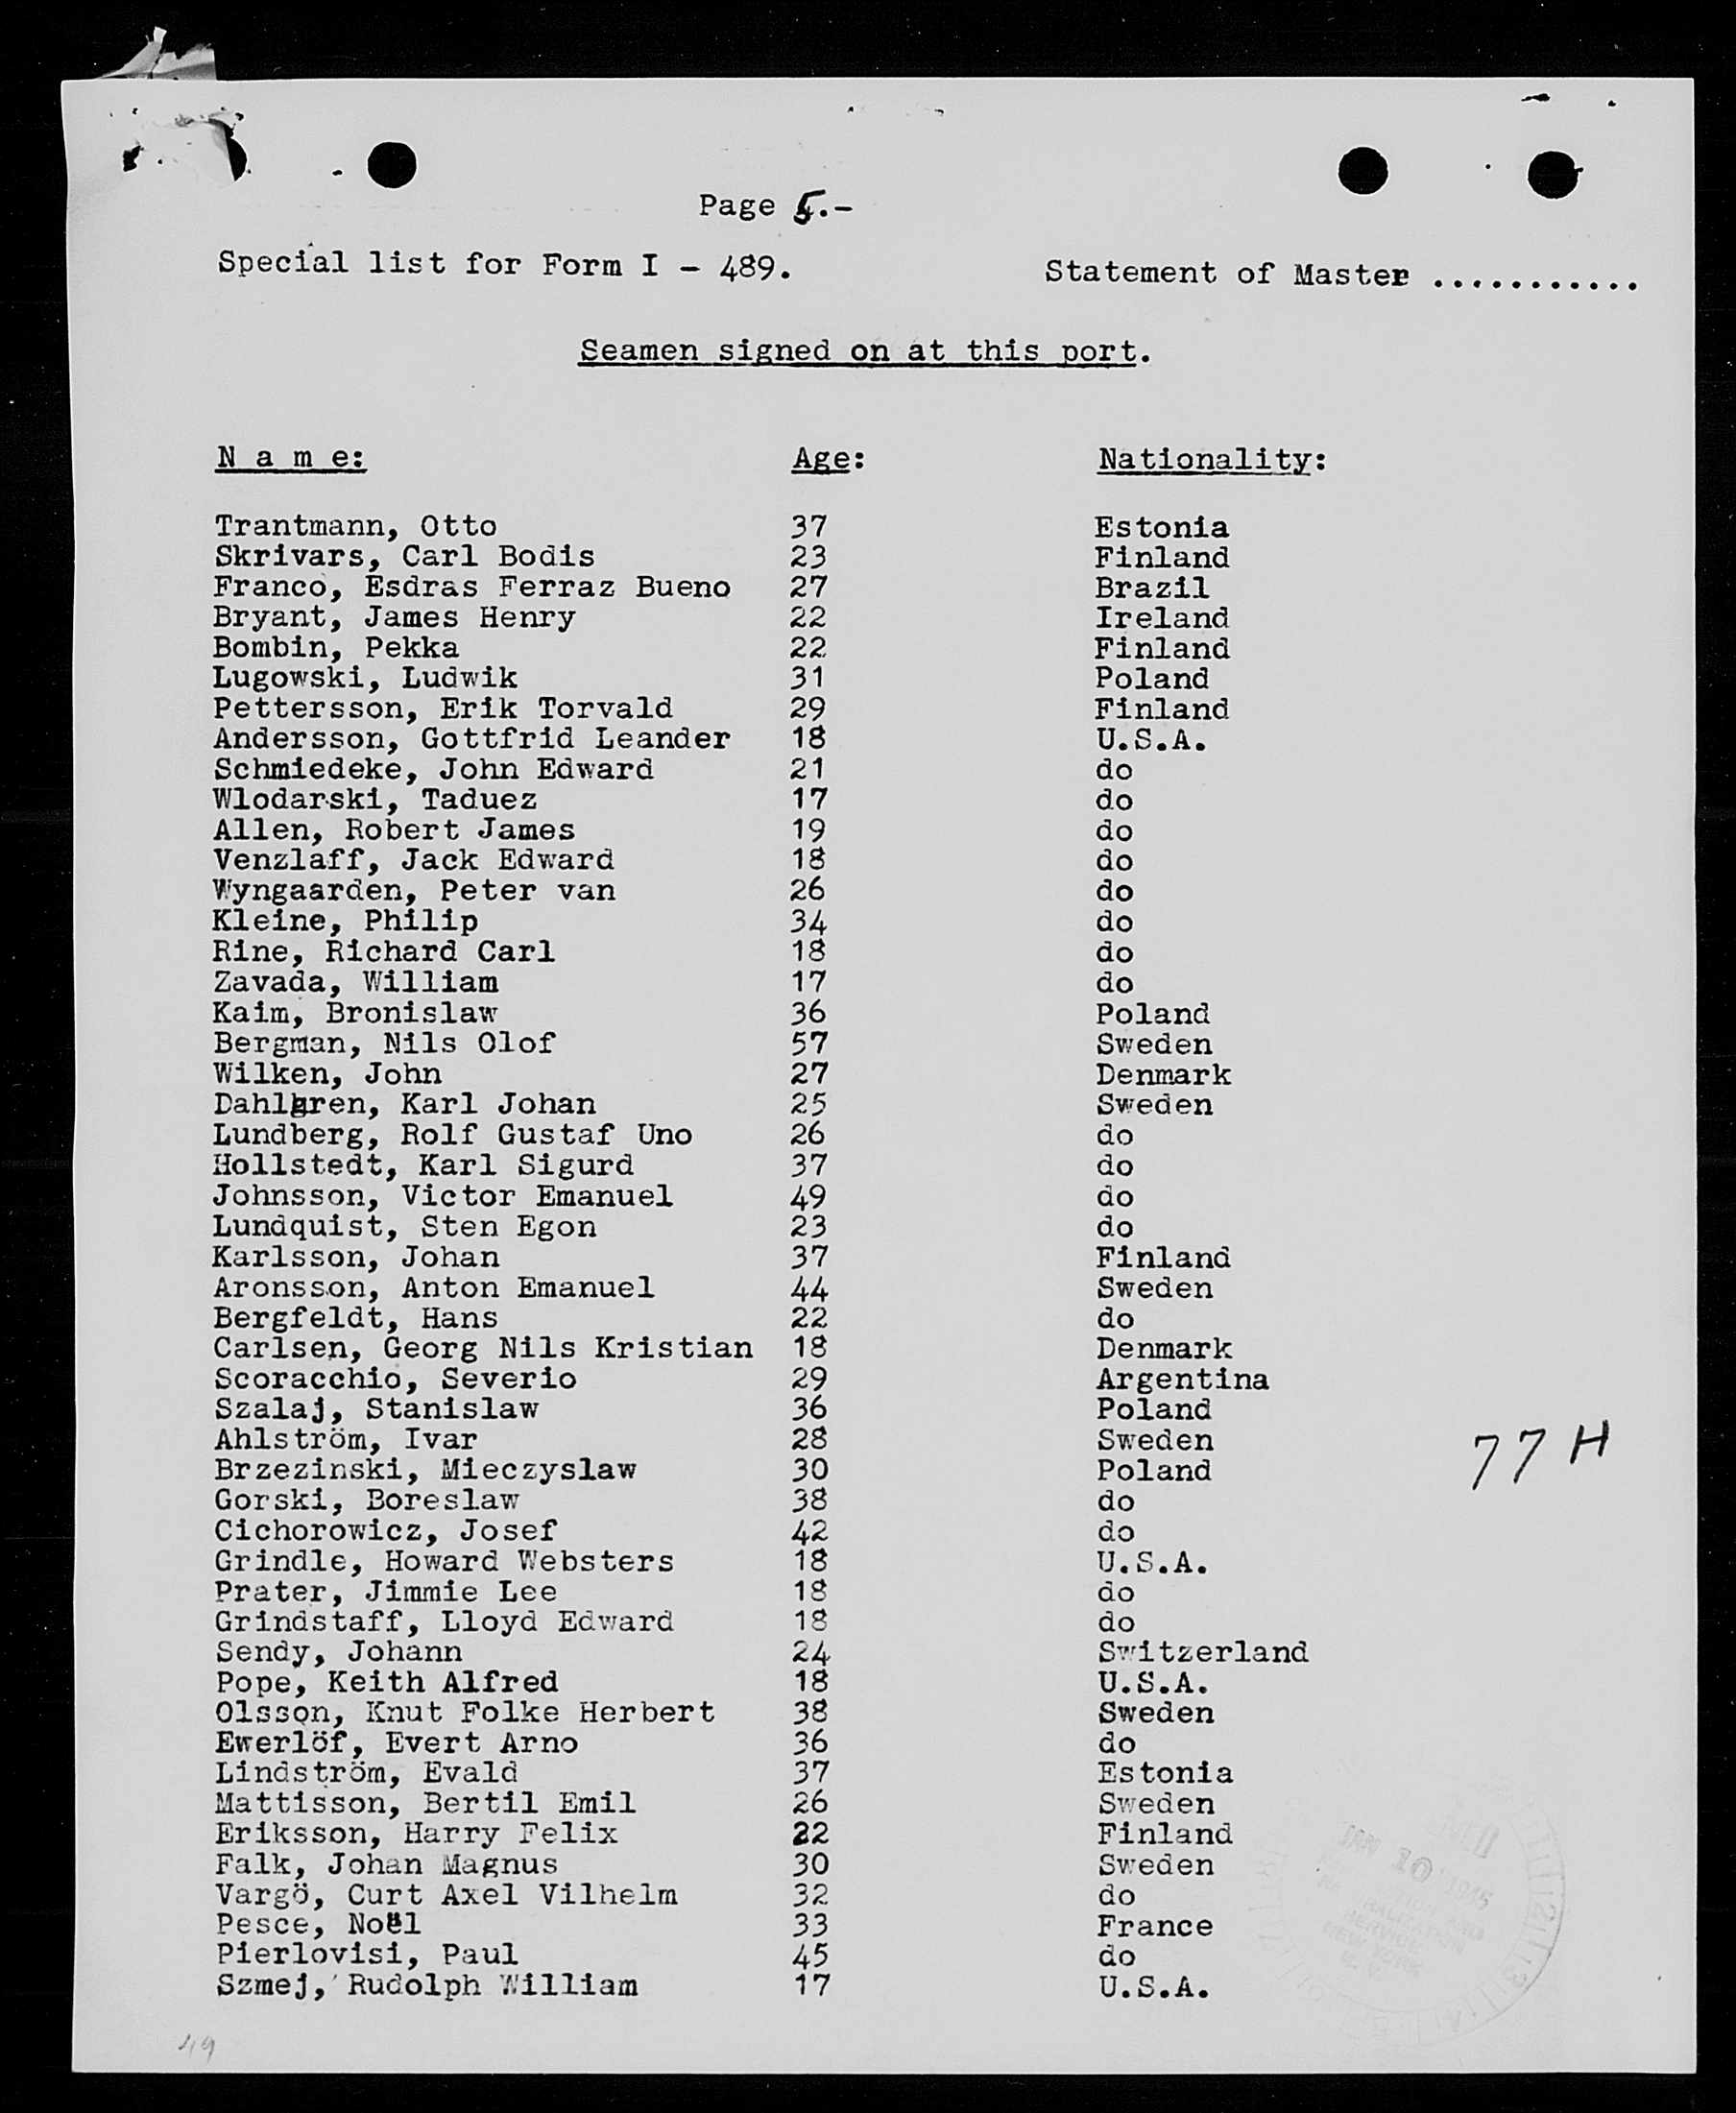 Page 5.-
Special list for Form I - 489.
Statement of Master ...........
Seamen signed on at this port.
N a m e: Age: Nationality:
Trantmann, Otto 37 Estonia
Skrivars, Carl Bodis 23 Finland
Franco, Esdras Ferraz Bueno 27 Brazil
Bryant, James Henry 22 Ireland
Bombin, Pekka 22 Finland
Lugowski, Ludwik 31 Poland
Pettersson, Erik Torvald 29 Finland
Andersson, Gottfrid Leander 18 U.S.A.
Schmiedeke, John Edward 21 do
Wlodarski, Taduez 17 do
Allen, Robert James 19 do
Venzlaff, Jack Edward 18 do
Wyngaarden, Peter van 26 do
Kleine, Philip 34 do
Rine, Richard Carl 18 do
Zavada, William 17 do
Kaim, Bronislaw 36 Poland
Bergman, Nils Olof 57 Sweden
Wilken, John 27 Denmark
Dahlgren, Karl Johan 25 Sweden
Lundberg, Rolf Gustaf Uno 26 do
Hollstedt, Karl Sigurd 37 do
Johnsson, Victor Emanuel 49 do
Lundquist, Sten Egon 23 do
Karlsson, Johan 37 Finland
Aronsson, Anton Emanuel 44 Sweden
Bergfeldt, Hans 22 do
Carlsen, Georg Nils Kristian 18 Denmark
Scoracchio, Severio 29 Argentina
Szalaj, Stanislaw 36 Poland
Ahlström, Ivar 28 Sweden
77 H
Brzezinski, Mieczyslaw 30 Poland
Gorski, Boreslaw 38 do
Cichorowicz, Josef 42 do
Grindle, Howard Websters 18 U.S.A.
Prater, Jimmie Lee 18 do
Grindstaff, Lloyd Edward 18 do
Sendy, Johann 24 Switzerland
Pope, Keith Alfred 18 U.S.A.
Olsson, Knut Folke Herbert 38 Sweden
Ewerlöf, Evert Arno 36 do
Lindström, Evald 37 Estonia
Mattisson, Bertil Emil 26 Sweden
Eriksson, Harry Felix 22 Finland
Falk, Johan Magnus 30 Sweden
Vargö, Curt Axel Vilhelm 32 do
Pesce, Noël 33 France
Pierlovisi, Paul 45 do
Szmej, Rudolph William 17 U.S.A.
JAN 10 1945
SERVICE
NEW YORK
49